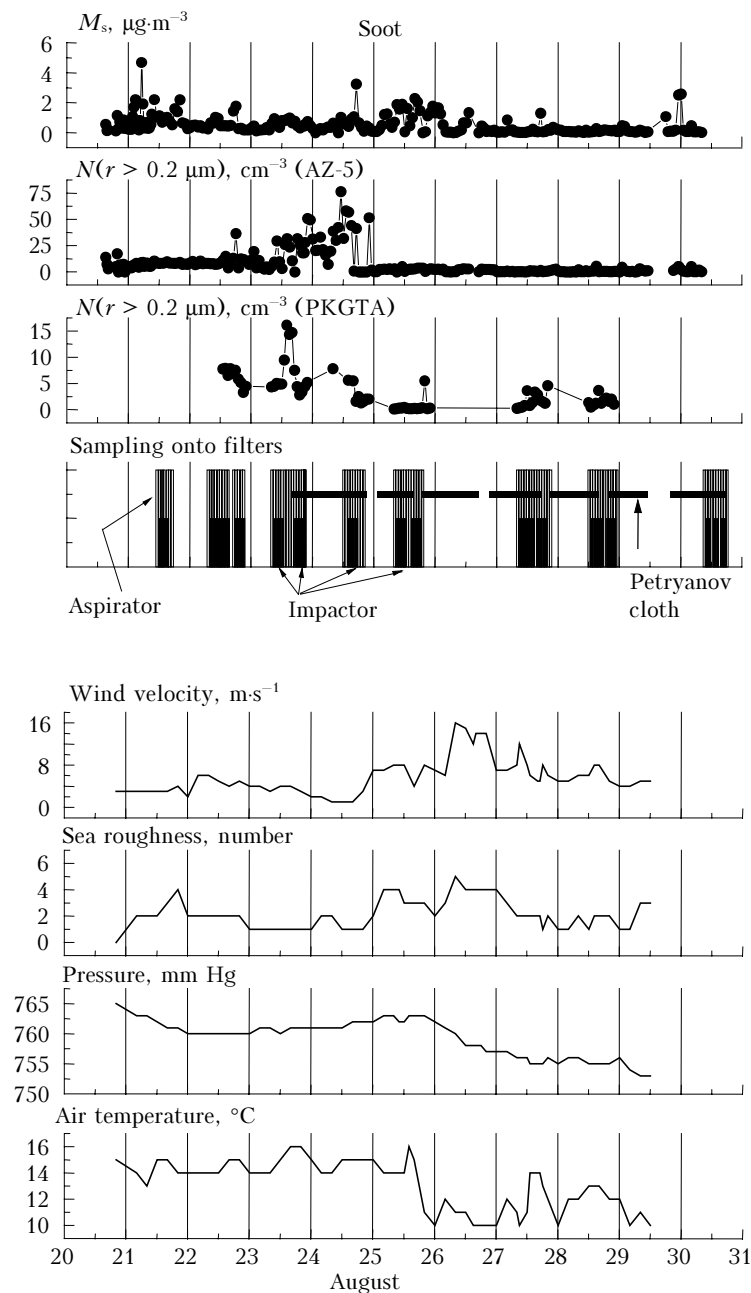 Mₛ, μg·m⁻³
Soot
6
4
2
0
N(r > 0.2 μm), cm⁻³ (AZ-5)
75
50
25
0
N(r > 0.2 μm), cm⁻³ (PKGTA)
15
10
5
0
Sampling onto filters
Aspirator
Impactor
Petryanov
cloth
Wind velocity, m·s⁻¹
16
8
0
Sea roughness, number
6
4
2
0
Pressure, mm Hg
765
760
755
750
Air temperature, °C
16
14
12
10
20 21 22 23 24 25 26 27 28 29 30 31
August